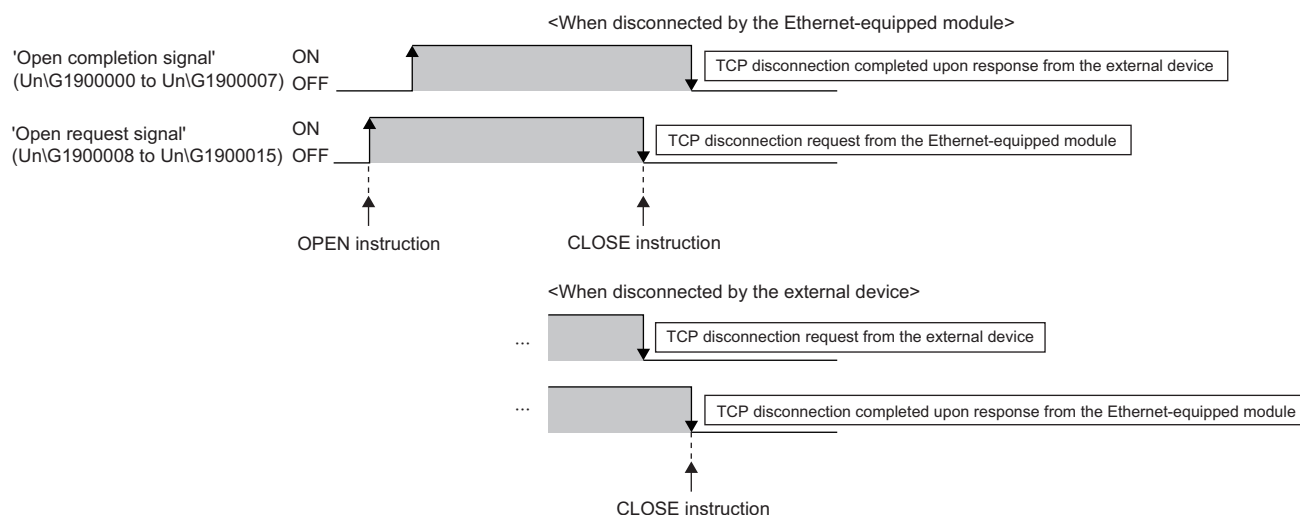 <When disconnected by the Ethernet-equipped module>
'Open completion signal'
(Un\G1900000 to Un\G1900007)
ON
OFF
TCP disconnection completed upon response from the external device
'Open request signal'
(Un\G1900008 to Un\G1900015)
ON
OFF
TCP disconnection request from the Ethernet-equipped module
OPEN instruction
CLOSE instruction
<When disconnected by the external device>
...
TCP disconnection request from the external device
...
TCP disconnection completed upon response from the Ethernet-equipped module
CLOSE instruction